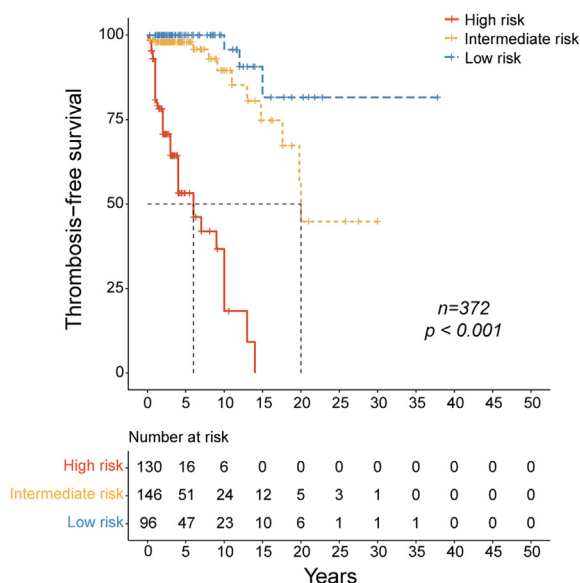 High risk
Intermediate risk
Low risk
Thrombosis-free survival
100
75
50
25
0
n=372
p < 0.001
0 5 10 15 20 25 30 35 40 45 50
Number at risk
High risk 130 16 6 0 0 0 0 0 0 0 0
Intermediate risk 146 51 24 12 5 3 1 0 0 0 0
Low risk 96 47 23 10 6 1 1 1 0 0 0
0 5 10 15 20 25 30 35 40 45 50
Years